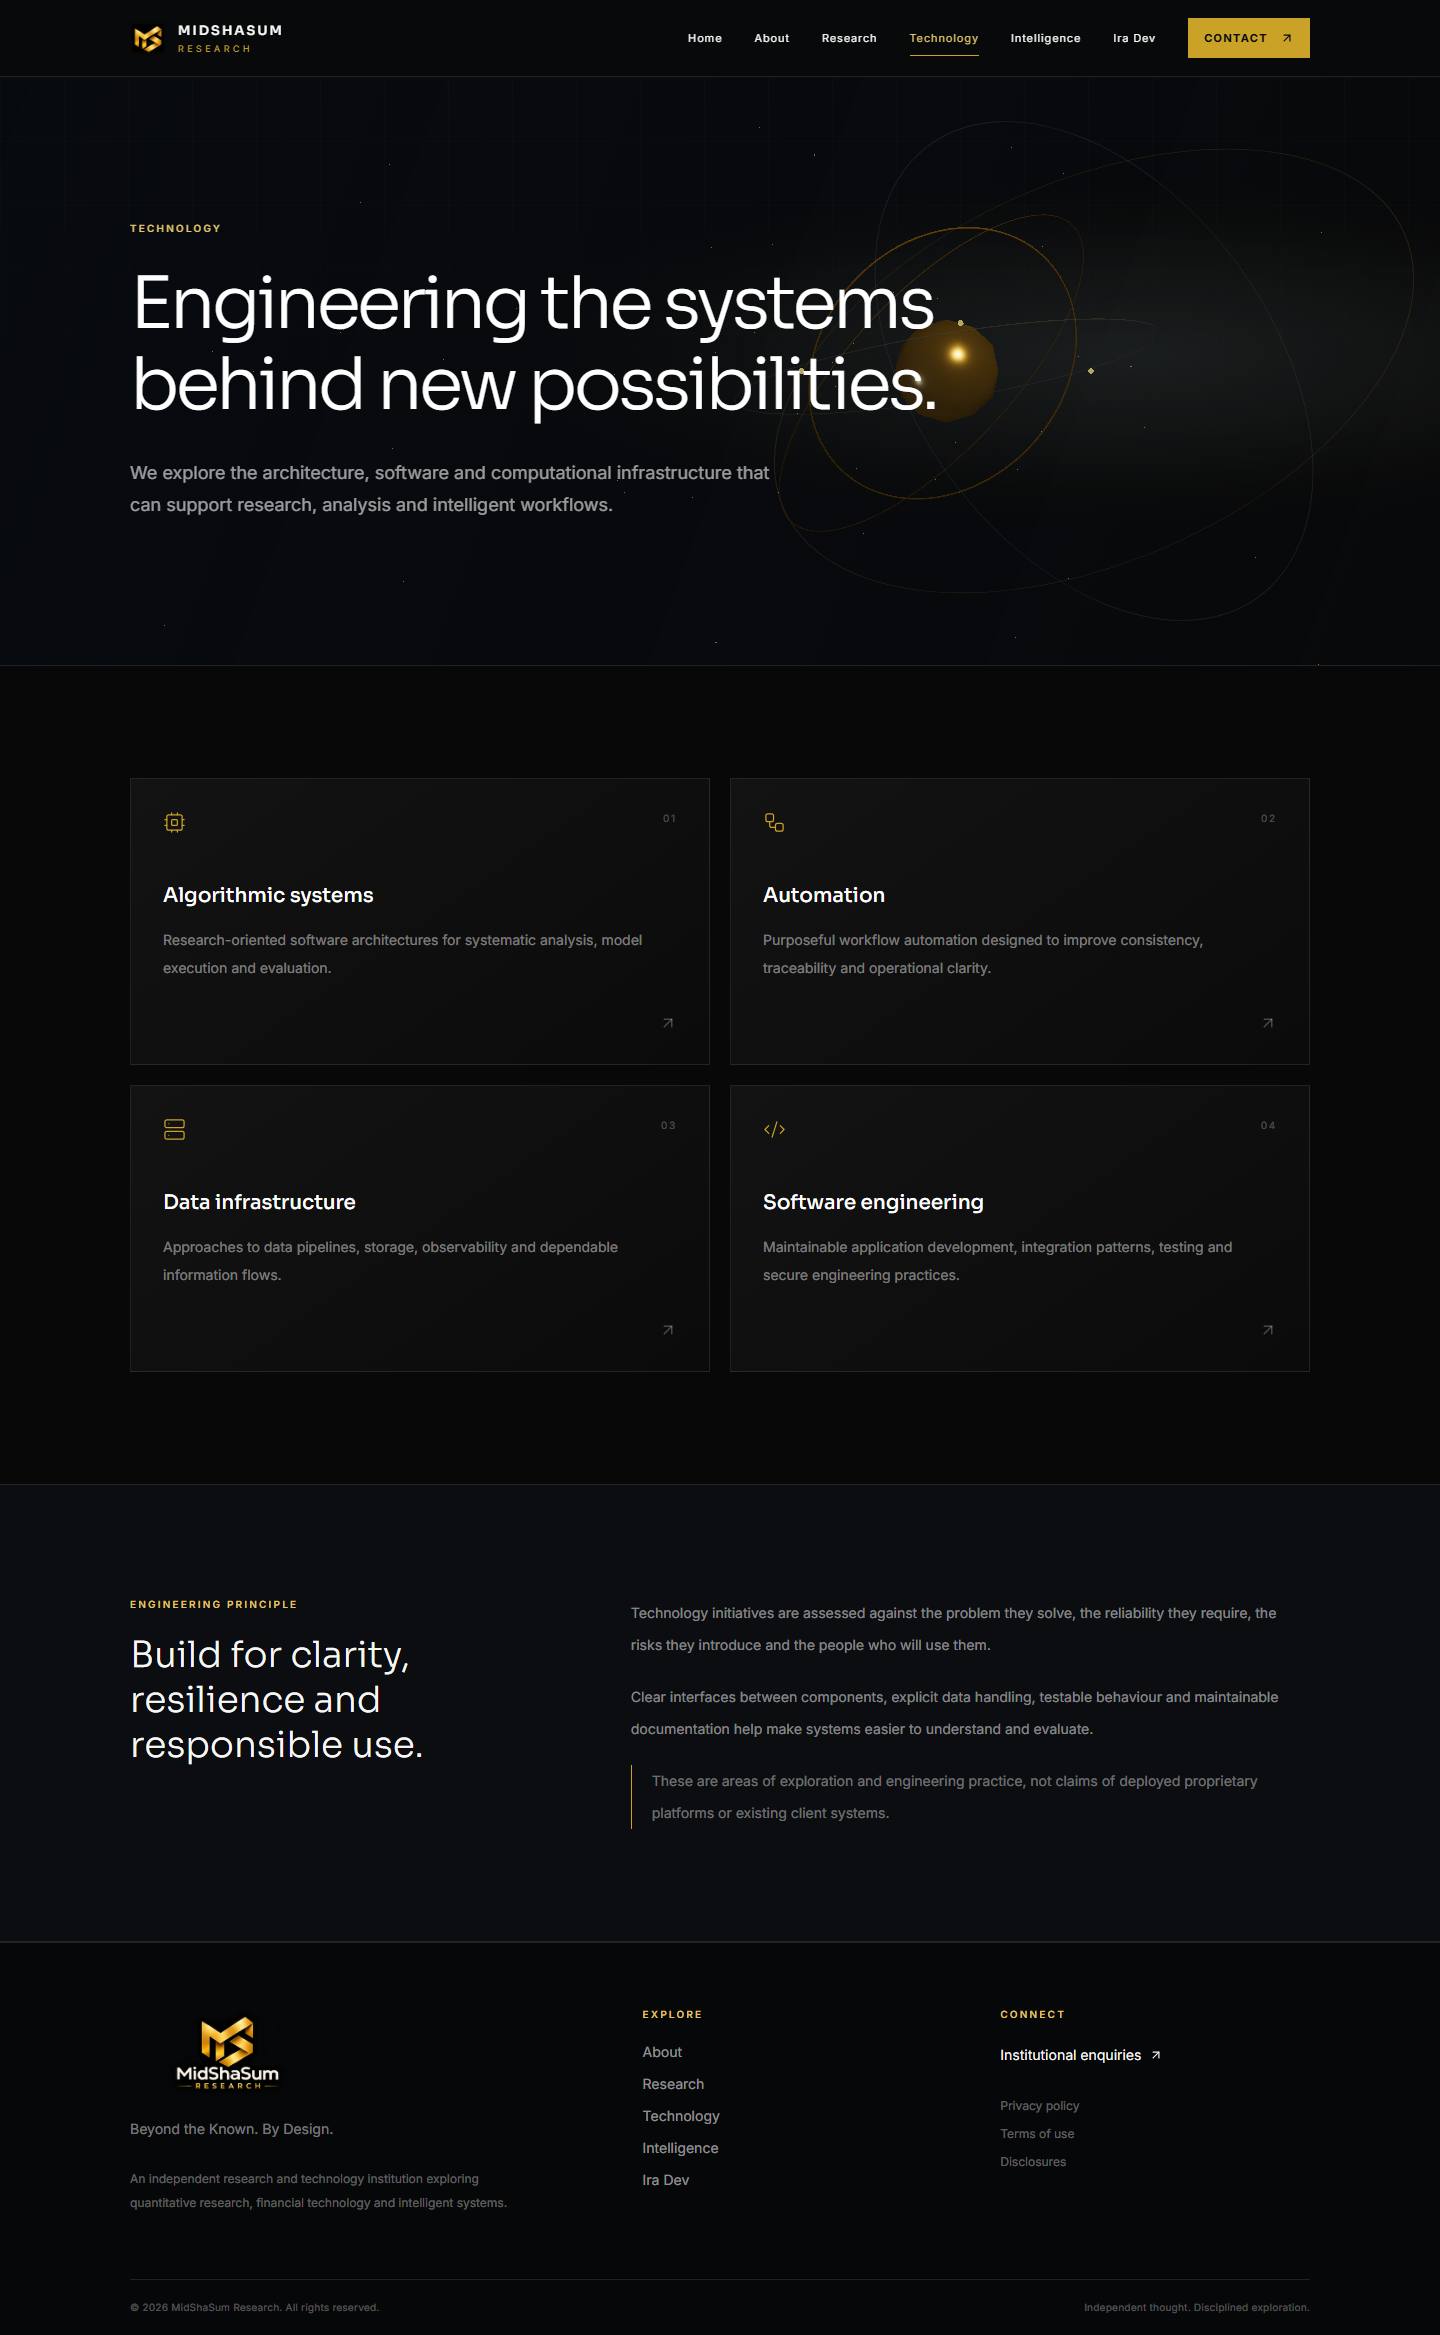 MIDSHASUM
RESEARCH
Home
About
Research
Technology
Intelligence
Ira Dev
CONTACT
TECHNOLOGY
Engineering the systems
behind new possibilities.
We explore the architecture, software and computational infrastructure that
can support research, analysis and intelligent workflows.
01
Algorithmic systems
Research-oriented software architectures for systematic analysis, model
execution and evaluation.
02
Automation
Purposeful workflow automation designed to improve consistency,
traceability and operational clarity.
03
Data infrastructure
Approaches to data pipelines, storage, observability and dependable
information flows.
04
Software engineering
Maintainable application development, integration patterns, testing and
secure engineering practices.
ENGINEERING PRINCIPLE
Build for clarity,
resilience and
responsible use.
Technology initiatives are assessed against the problem they solve, the reliability they require, the
risks they introduce and the people who will use them.
Clear interfaces between components, explicit data handling, testable behaviour and maintainable
documentation help make systems easier to understand and evaluate.
These are areas of exploration and engineering practice, not claims of deployed proprietary
platforms or existing client systems.
MidShaSum
RESEARCH
Beyond the Known. By Design.
An independent research and technology institution exploring
quantitative research, financial technology and intelligent systems.
EXPLORE
About
Research
Technology
Intelligence
Ira Dev
CONNECT
Institutional enquiries
Privacy policy
Terms of use
Disclosures
© 2026 MidShaSum Research. All rights reserved.
Independent thought. Disciplined exploration.